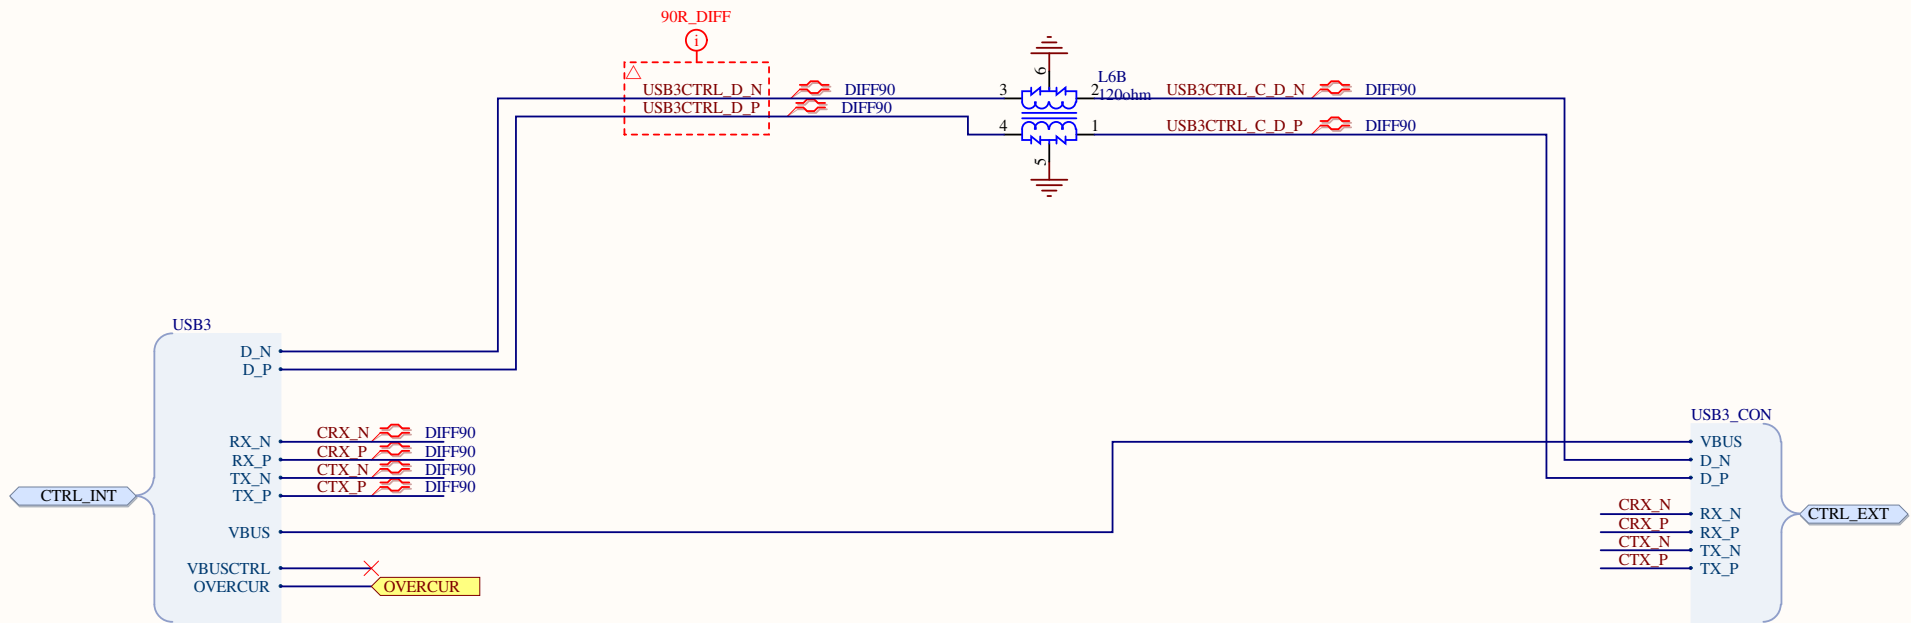 90R_DIFF
i
USB3CTRL_D_N DIFF90
USB3CTRL_D_P DIFF90
3
4
6
5
L6B
2
120ohm
1
USB3CTRL_C_D_N DIFF90
USB3CTRL_C_D_P DIFF90
USB3
D_N
D_P
RX_N CRX_N DIFF90
RX_P CRX_P DIFF90
TX_N CTX_N DIFF90
TX_P CTX_P DIFF90
CTRL_INT
VBUS
VBUSCTRL
OVERCUR OVERCUR
USB3_CON
VBUS
D_N
D_P
CRX_N RX_N
CRX_P RX_P
CTX_N TX_N
CTX_P TX_P
CTRL_EXT